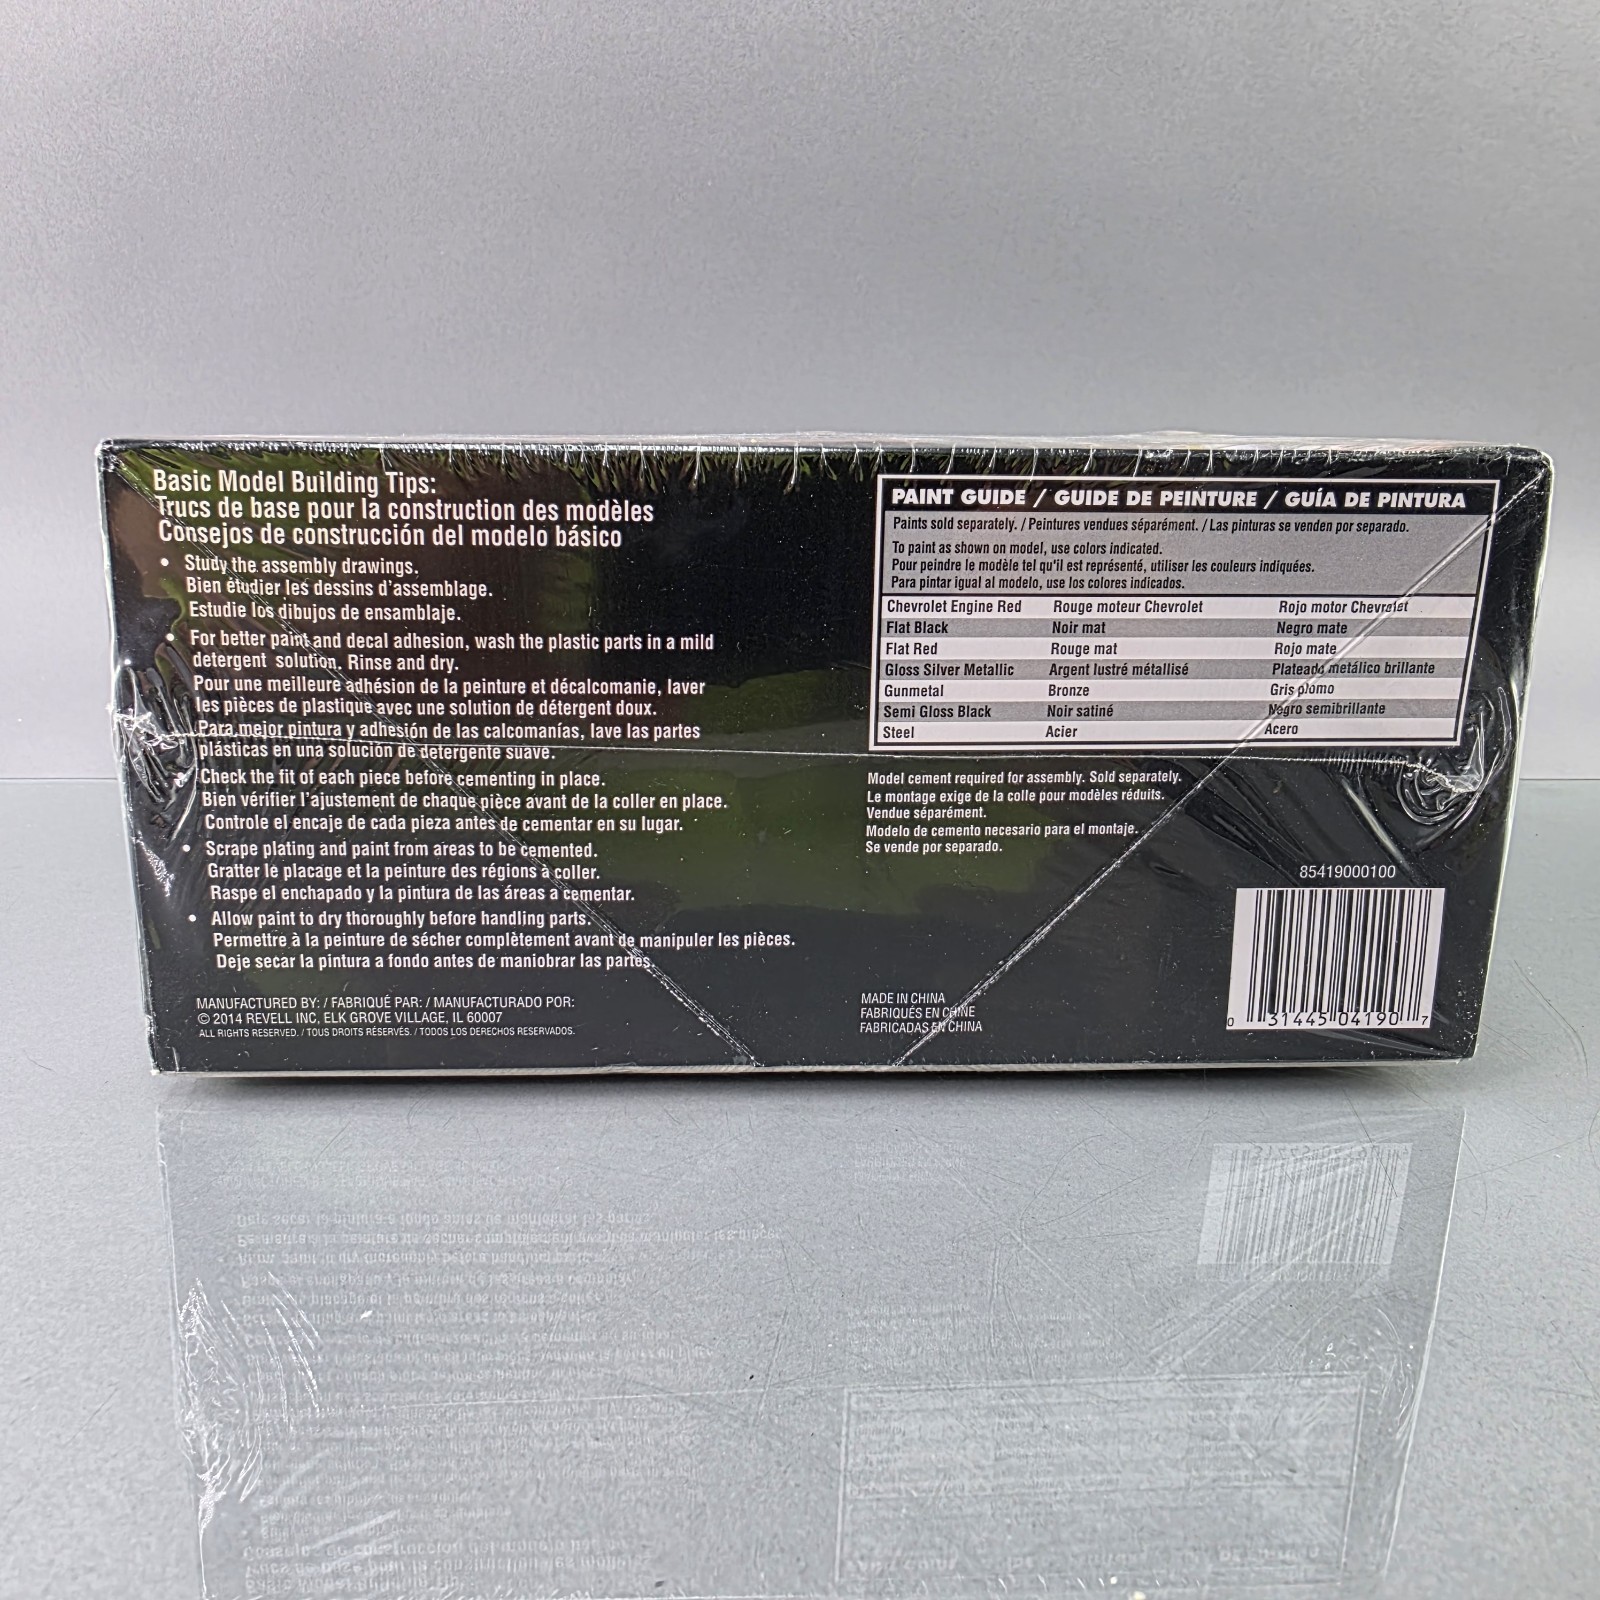 Basic Model Building Tips:
Trucs de base pour la construction des modèles
Consejos de construcción del modelo básico
• Study the assembly drawings.
Bien étudier les dessins d'assemblage.
Estudie los dibujos de ensamblaje.
• For better paint and decal adhesion, wash the plastic parts in a mild
detergent solution. Rinse and dry.
Pour une meilleure adhésion de la peinture et décalcomanie, laver
les pièces de plastique avec une solution de détergent doux.
Para mejor pintura y adhesión de las calcomanías, lave las partes
plásticas en una solución de detergente suave.
Check the fit of each piece before cementing in place.
Bien vérifier l'ajustement de chaque pièce avant de la coller en place.
Controle el encaje de cada pieza antes de cementar en su lugar.
• Scrape plating and paint from areas to be cemented.
Gratter le placage et la peinture des régions à coller.
Raspe el enchapado y la pintura de las áreas a cementar.
• Allow paint to dry thoroughly before handling parts.
Permettre à la peinture de sécher complètement avant de manipuler les pièces.
Deje secar la pintura a fondo antes de maniobrar las partes.
MANUFACTURED BY: / FABRIQUÉ PAR: / MANUFACTURADO POR:
© 2014 REVELL INC, ELK GROVE VILLAGE, IL 60007
ALL RIGHTS RESERVED. / TOUS DROITS RÉSERVÉS. / TODOS LOS DERECHOS RESERVADOS.
PAINT GUIDE / GUIDE DE PEINTURE / GUÍA DE PINTURA
Paints sold separately. / Peintures vendues séparément. / Las pinturas se venden por separado.
To paint as shown on model, use colors indicated.
Pour peindre le modèle tel qu'il est représenté, utiliser les couleurs indiquées.
Para pintar igual al modelo, use los colores indicados.
Chevrolet Engine Red Rouge moteur Chevrolet Rojo motor Chevrolet
Flat Black Noir mat Negro mate
Flat Red Rouge mat Rojo mate
Gloss Silver Metallic Argent lustré métallisé Plateado metálico brillante
Gunmetal Bronze Gris plomo
Semi Gloss Black Noir satiné Negro semibrillante
Steel Acier Acero
Model cement required for assembly. Sold separately.
Le montage exige de la colle pour modèles réduits.
Vendue séparément.
Modelo de cemento necesario para el montaje.
Se vende por separado.
85419000100
0 31445 04190 7
MADE IN CHINA
FABRIQUÉS EN CHINE
FABRICADAS EN CHINA